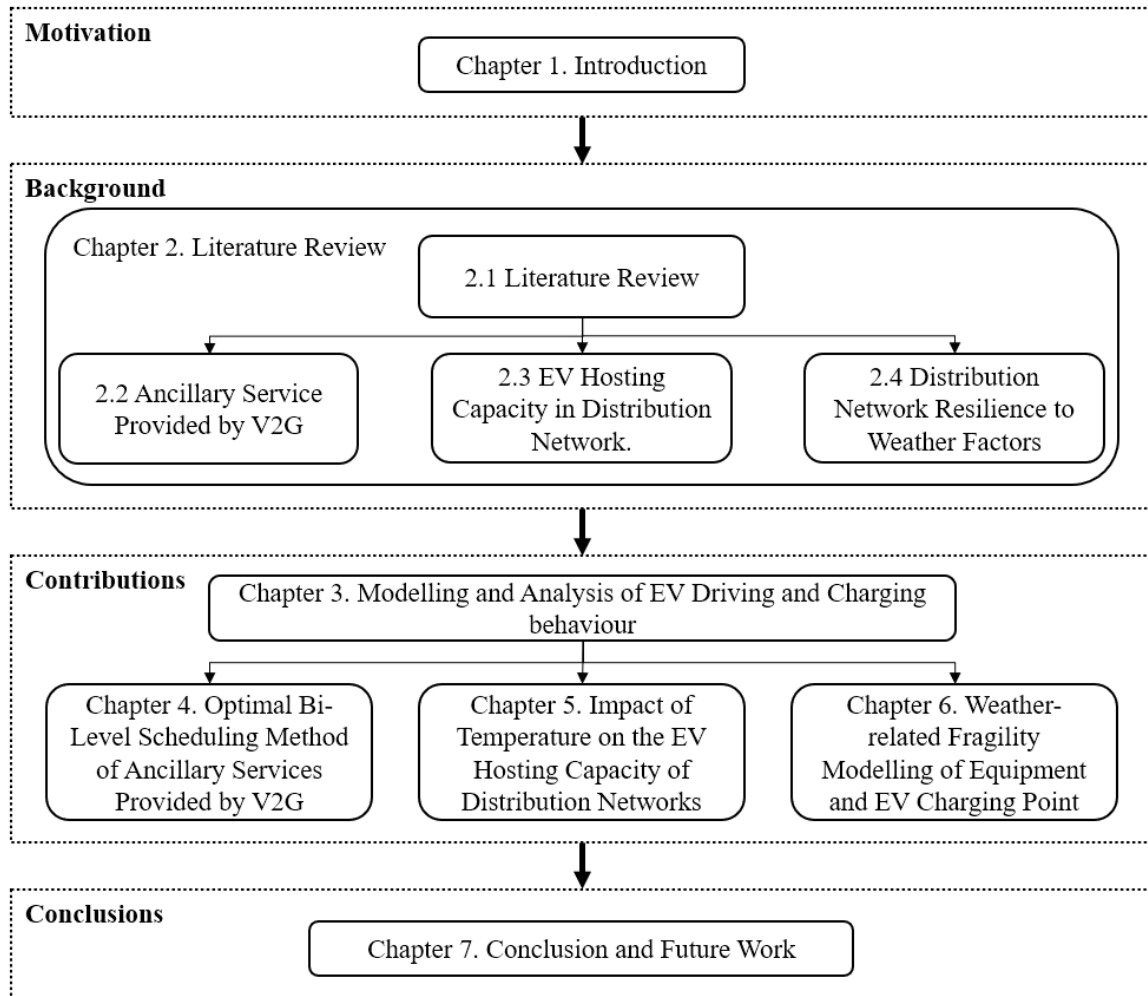 Motivation
Chapter 1. Introduction
Background
Chapter 2. Literature Review
2.1 Literature Review
2.2 Ancillary Service
Provided by V2G
2.3 EV Hosting
Capacity in Distribution
Network.
2.4 Distribution
Network Resilience to
Weather Factors
Contributions
Chapter 3. Modelling and Analysis of EV Driving and Charging
behaviour
Chapter 4. Optimal Bi-
Level Scheduling Method
of Ancillary Services
Provided by V2G
Chapter 5. Impact of
Temperature on the EV
Hosting Capacity of
Distribution Networks
Chapter 6. Weather-
related Fragility
Modelling of Equipment
and EV Charging Point
Conclusions
Chapter 7. Conclusion and Future Work